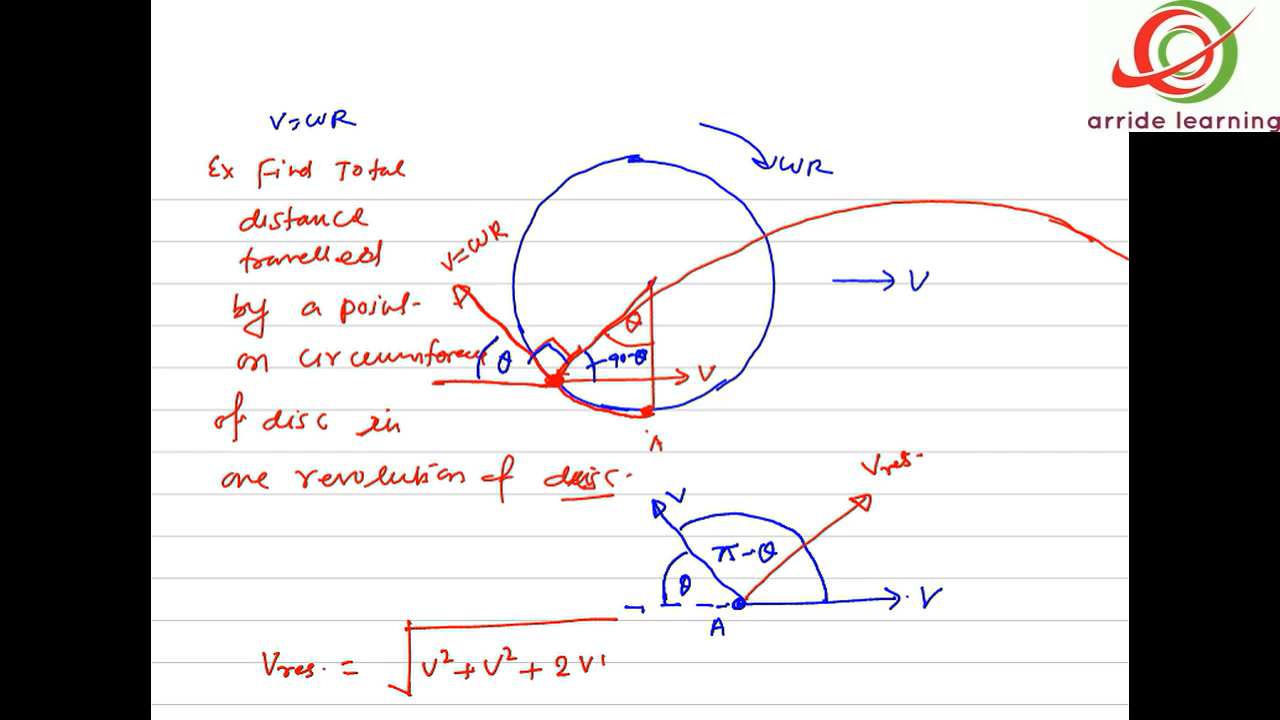 arride learning
V=ωR
Ex Find Total
distance
travelled
by a point
on circumference
of disc in
one revolution of disc.
ωR
V
V=ωR
θ
θ
90-θ
V
A
Vres.
V
π-θ
θ
V
A
Vres. = √V²+V²+2V